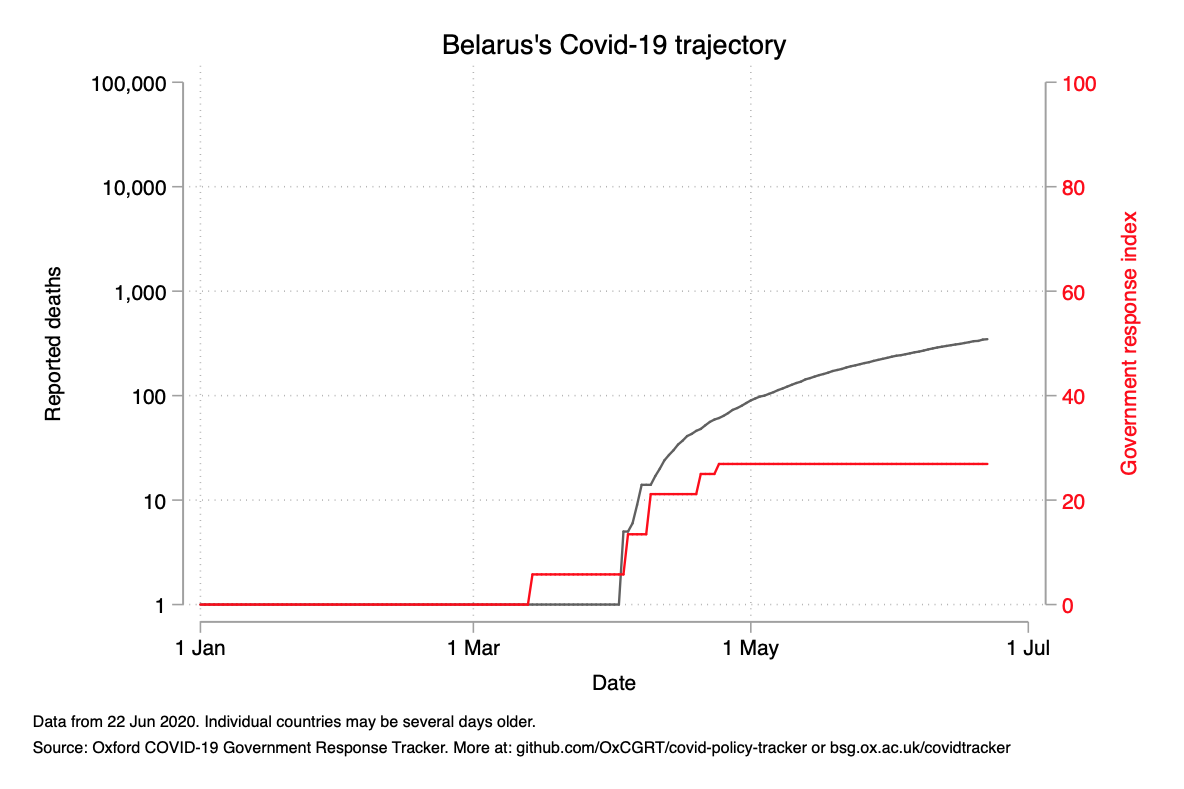 Belarus's Covid-19 trajectory
100,000
10,000
1,000
100
10
1
Reported deaths
100
80
60
40
20
0
Government response index
1 Jan
1 Mar
1 May
1 Jul
Date
Data from 22 Jun 2020. Individual countries may be several days older.
Source: Oxford COVID-19 Government Response Tracker. More at: github.com/OxCGRT/covid-policy-tracker or bsg.ox.ac.uk/covidtracker